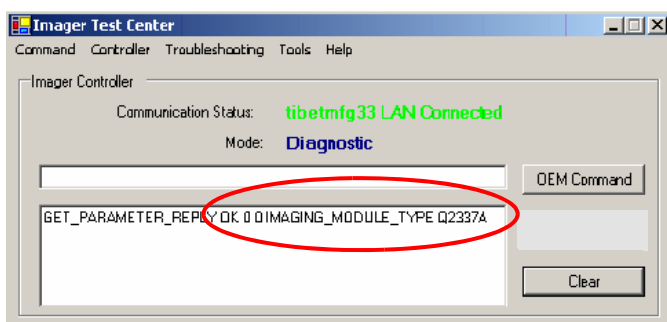 Imager Test Center
Command Controller Troubleshooting Tools Help
Imager Controller
Communication Status: tibetmfg33 LAN Connected
Mode: Diagnostic
OEM Command
GET_PARAMETER_REPLY OK 0 0 IMAGING_MODULE_TYPE Q2337A
Clear